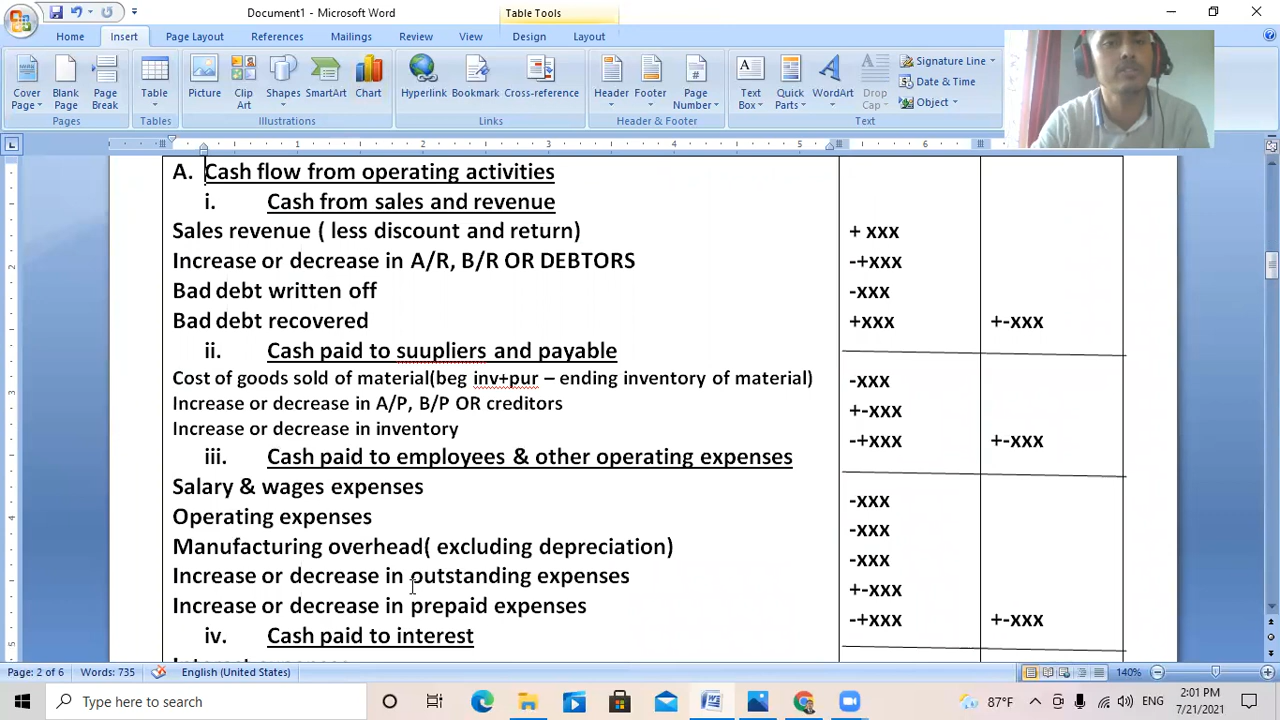 Document1 - Microsoft Word
Table Tools
Home Insert Page Layout References Mailings Review View Design Layout
Cover Page
Blank Page
Page Break
Table
Picture
Clip Art
Shapes
SmartArt
Chart
Hyperlink
Bookmark
Cross-reference
Header
Footer
Page Number
Text Box
Quick Parts
WordArt
Drop Cap
Signature Line
Date & Time
Object
Pages
Tables
Illustrations
Links
Header & Footer
Text
1 2 3 4 5 6
A. Cash flow from operating activities
i. Cash from sales and revenue
Sales revenue ( less discount and return) + xxx
Increase or decrease in A/R, B/R OR DEBTORS -+xxx
Bad debt written off -xxx
Bad debt recovered +xxx +-xxx
ii. Cash paid to suupliers and payable
Cost of goods sold of material(beg inv+pur – ending inventory of material) -xxx
Increase or decrease in A/P, B/P OR creditors +-xxx
Increase or decrease in inventory -+xxx +-xxx
iii. Cash paid to employees & other operating expenses
Salary & wages expenses -xxx
Operating expenses -xxx
Manufacturing overhead( excluding depreciation) -xxx
Increase or decrease in outstanding expenses +-xxx
Increase or decrease in prepaid expenses -+xxx +-xxx
iv. Cash paid to interest
Page: 2 of 6 Words: 735 English (United States) 140%
Type here to search
87°F ENG 2:01 PM
7/21/2021